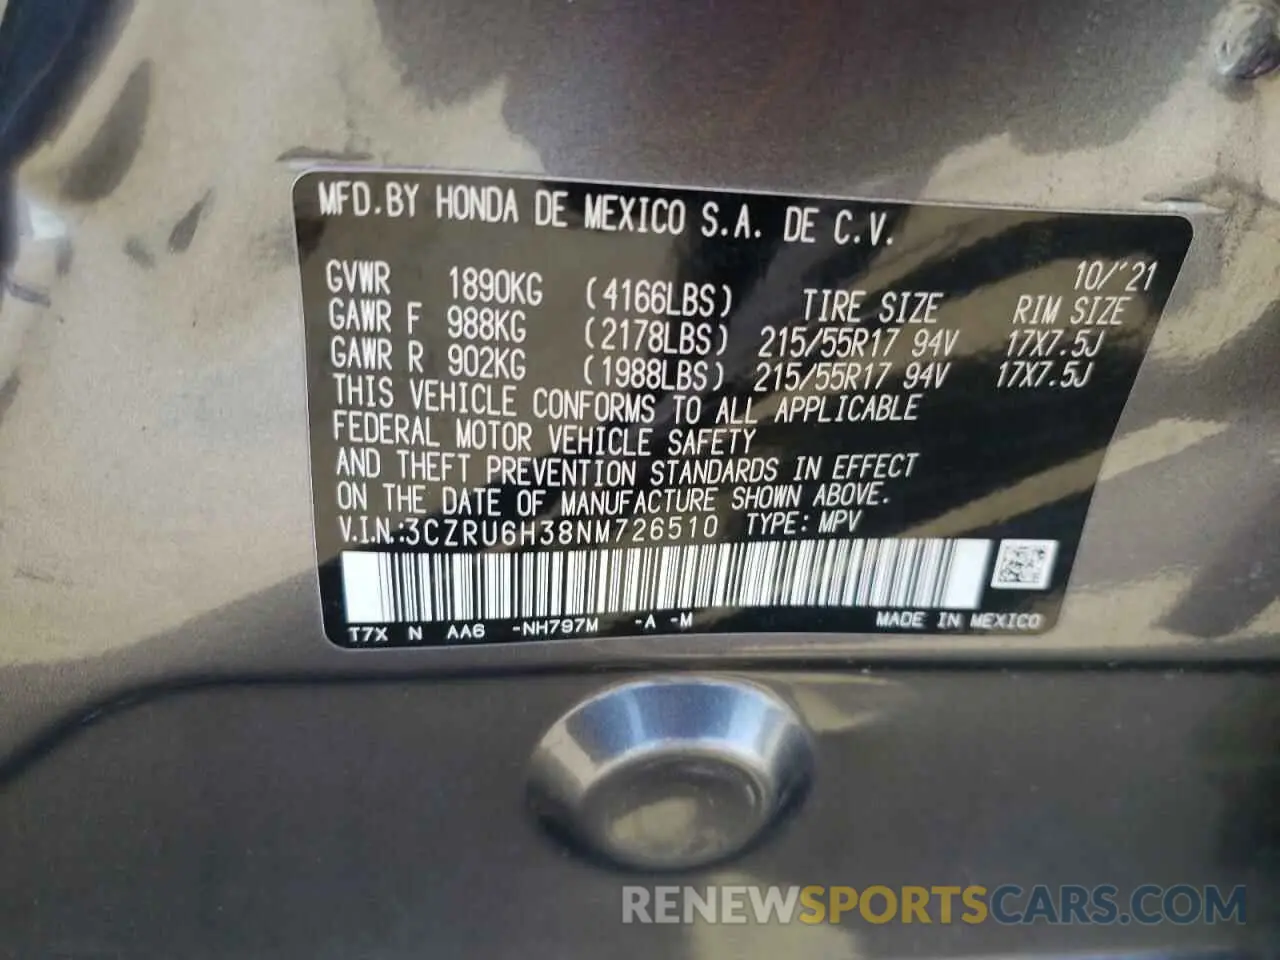 MFD.BY HONDA DE MEXICO S.A. DE C.V.
10/'21
GVWR 1890KG (4166LBS) TIRE SIZE RIM SIZE
GAWR F 988KG (2178LBS) 215/55R17 94V 17X7.5J
GAWR R 902KG (1988LBS) 215/55R17 94V 17X7.5J
THIS VEHICLE CONFORMS TO ALL APPLICABLE
FEDERAL MOTOR VEHICLE SAFETY
AND THEFT PREVENTION STANDARDS IN EFFECT
ON THE DATE OF MANUFACTURE SHOWN ABOVE.
V.I.N.:3CZRU6H38NM726510 TYPE: MPV
T7X N AA6 -NH797M -A -M MADE IN MEXICO
RENEWSPORTSCARS.COM